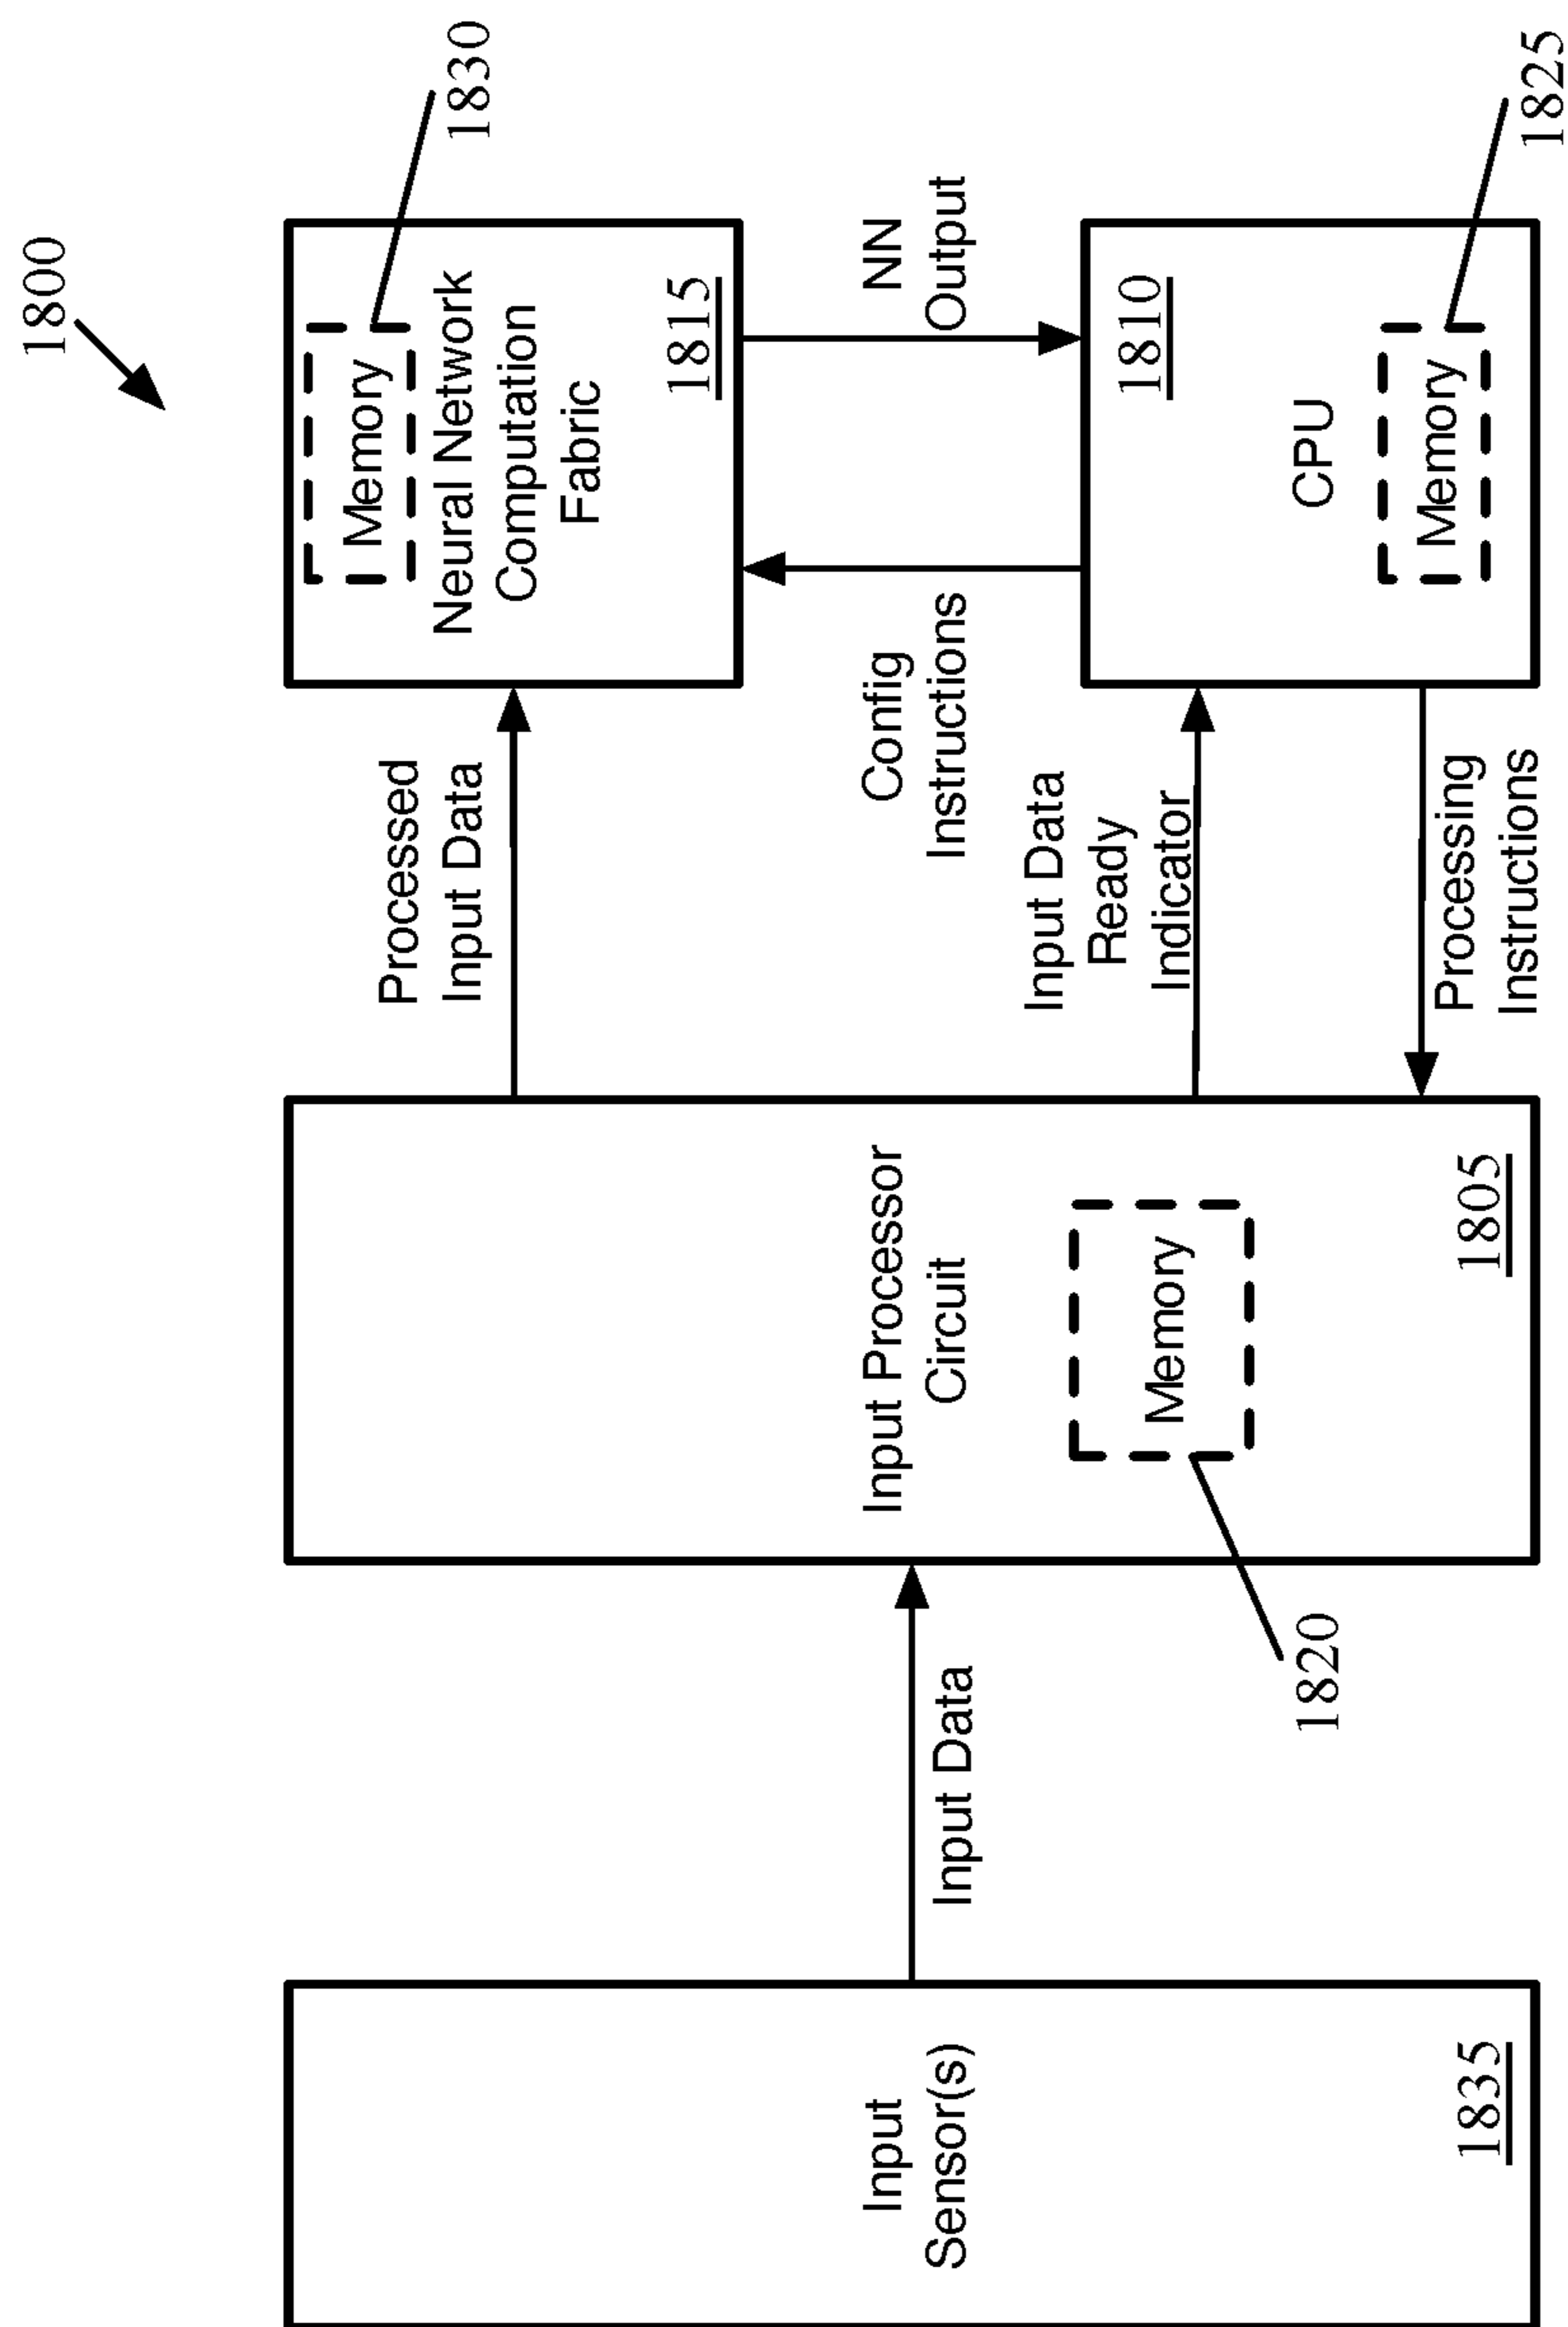 1800
Input
Sensor(s)
1835
Input Data
Input Processor
Circuit
Memory
1820
1805
Processed
Input Data
Input Data
Ready
Indicator
Processing
Instructions
Memory
1830
Neural Network
Computation
Fabric
1815
Config
Instructions
NN
Output
1810
CPU
Memory
1825